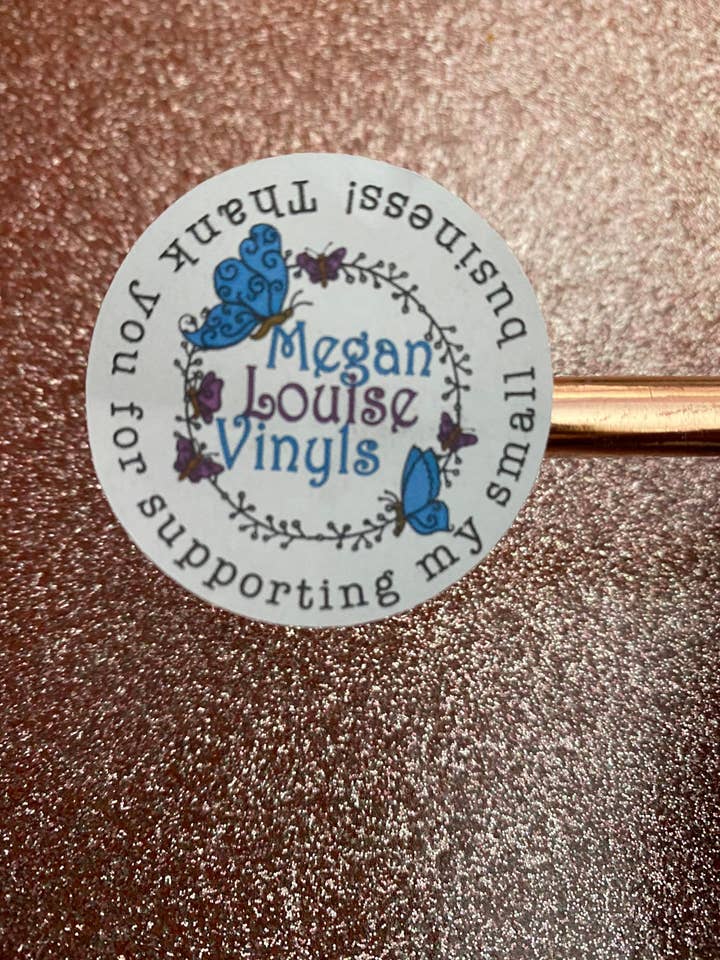 Thank you for supporting my small business!
Megan
Louise
Vinyls